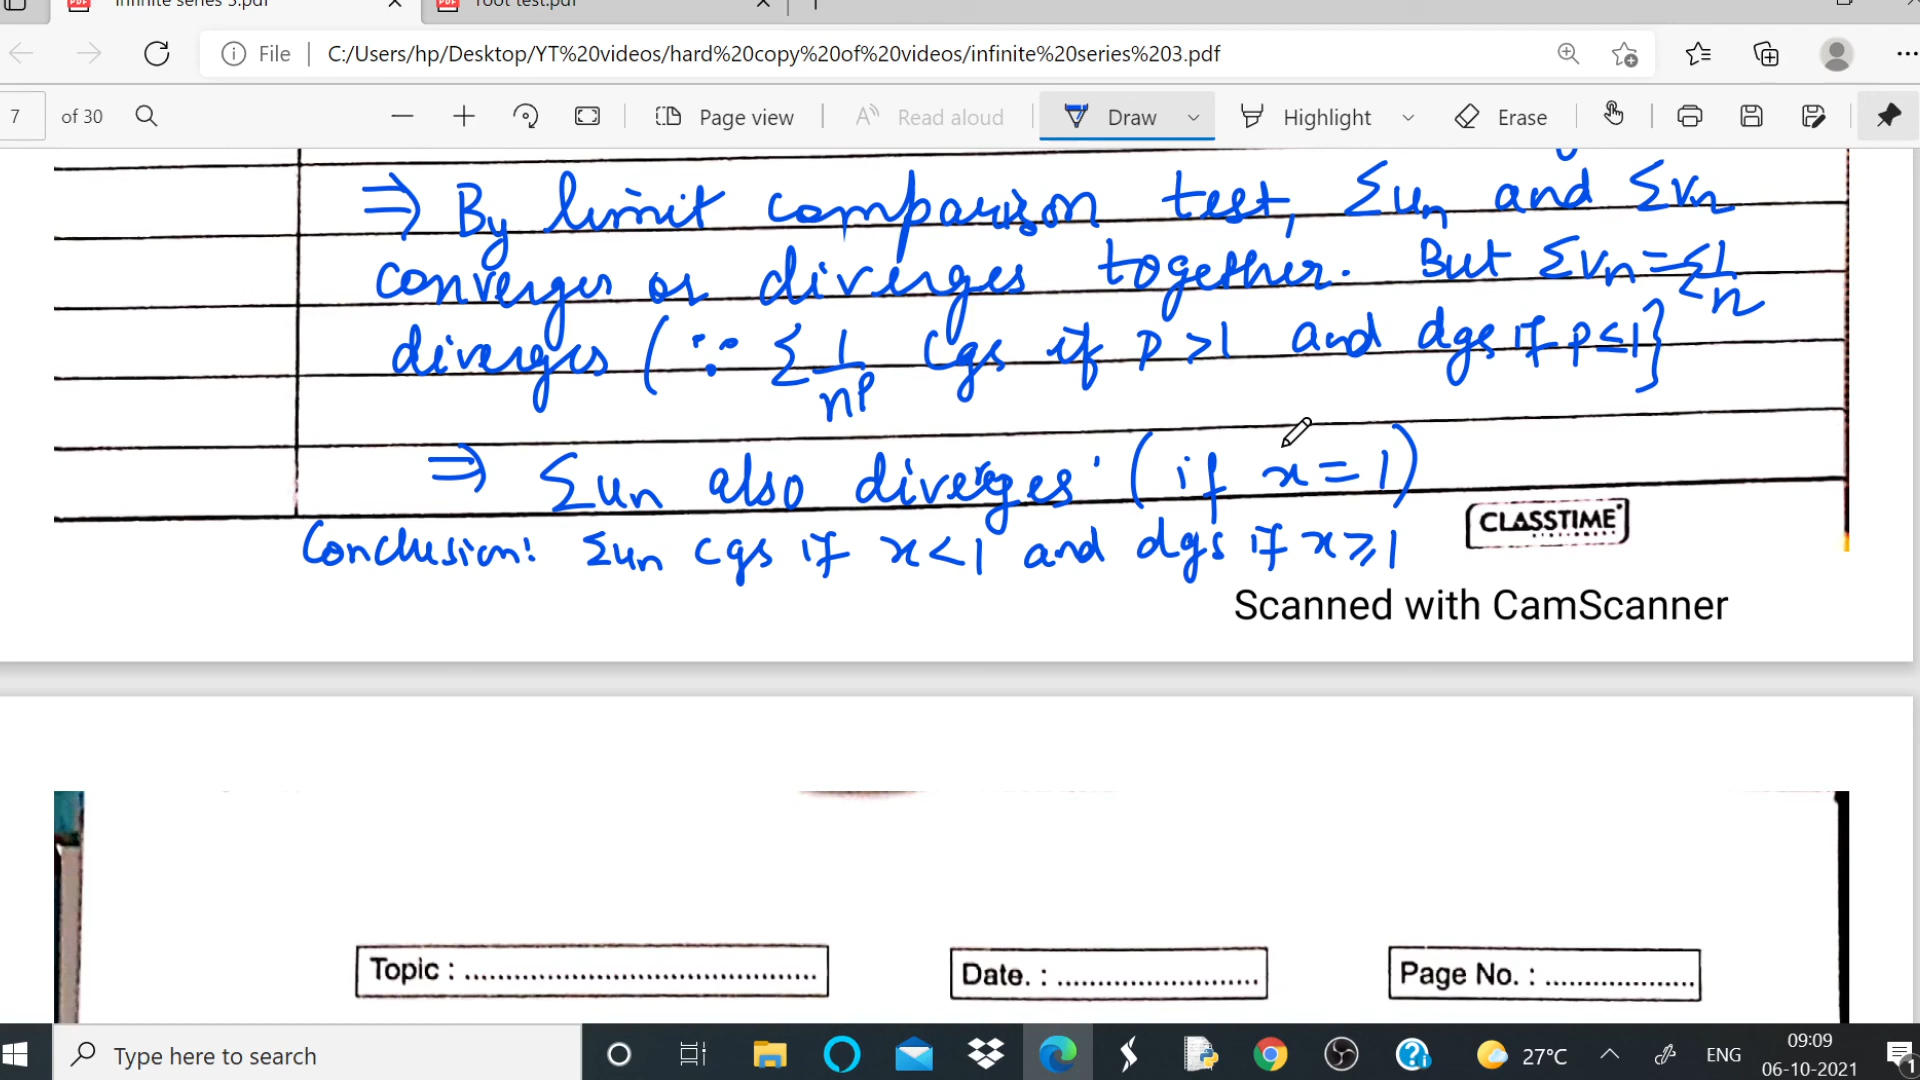 infinite series 3.pdf
root test.pdf
File
C:/Users/hp/Desktop/YT%20videos/hard%20copy%20of%20videos/infinite%20series%203.pdf
7 of 30
Page view
Read aloud
Draw
Highlight
Erase
⇒ By limit comparison test, Σun and Σvn
converges or diverges together. But Σvn = Σ1/n
diverges (∵ Σ 1/n^p cgs if p >1 and dgs if p≤1}
⇒ Σun also diverges (if x = 1)
Conclusion: Σun cgs if x<1 and dgs if x≥1
CLASSTIME
Scanned with CamScanner
Topic : ..........................................
Date. : .........................
Page No. : ...................
Type here to search
27°C
ENG
09:09
06-10-2021
1